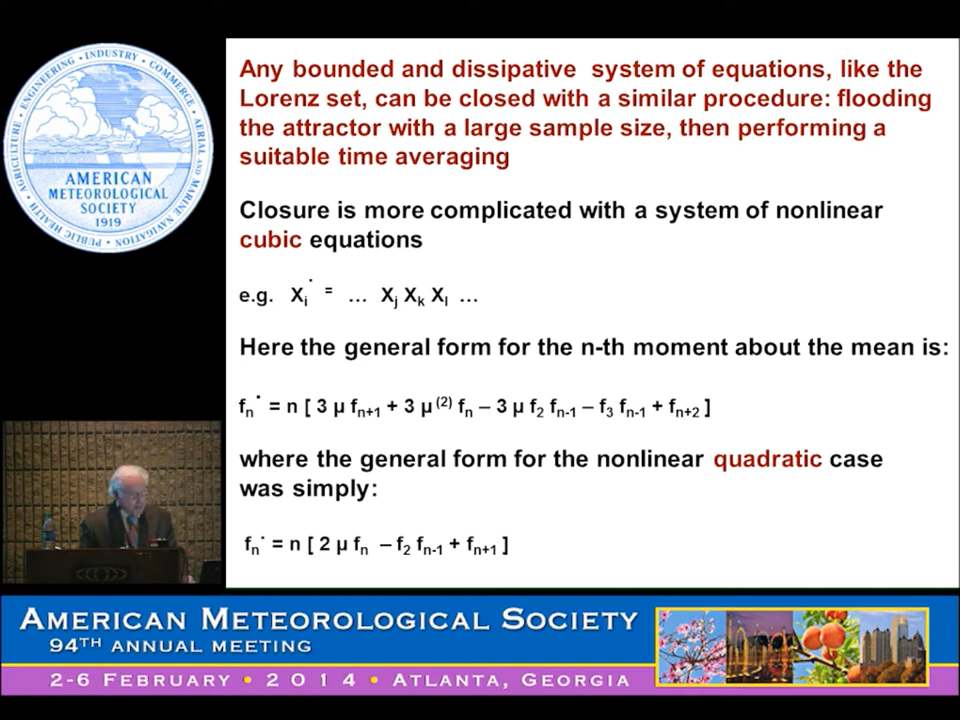 Any bounded and dissipative system of equations, like the
Lorenz set, can be closed with a similar procedure: flooding
the attractor with a large sample size, then performing a
suitable time averaging
Closure is more complicated with a system of nonlinear
cubic equations
e.g. Xi˙ = … Xj Xk Xl …
Here the general form for the n-th moment about the mean is:
fn˙ = n [ 3 μ fn+1 + 3 μ (2) fn – 3 μ f2 fn-1 – f3 fn-1 + fn+2 ]
where the general form for the nonlinear quadratic case
was simply:
fn˙ = n [ 2 μ fn – f2 fn-1 + fn+1 ]
• ENGINEERING • INDUSTRY • COMMERCE • AERIAL AND MARINE NAVIGATION • PUBLIC HEALTH • AGRICULTURE
AMERICAN
METEOROLOGICAL
SOCIETY
1919
AMERICAN METEOROLOGICAL SOCIETY
94TH ANNUAL MEETING
2-6 FEBRUARY • 2014 • ATLANTA, GEORGIA